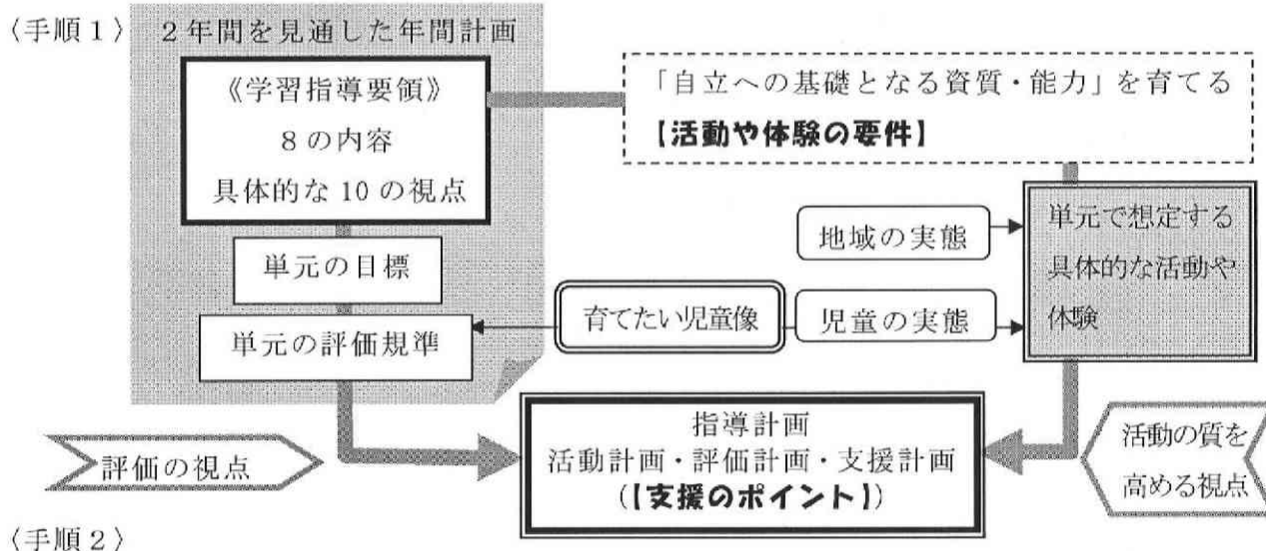 〈手順１〉
２年間を見通した年間計画
《学習指導要領》
８の内容
具体的な 10 の視点
「自立への基礎となる資質・能力」を育てる
【活動や体験の要件】
単元の目標
単元の評価規準
育てたい児童像
地域の実態
児童の実態
単元で想定する
具体的な活動や
体験
評価の視点
指導計画
活動計画・評価計画・支援計画
(【支援のポイント】)
活動の質を
高める視点
〈手順２〉